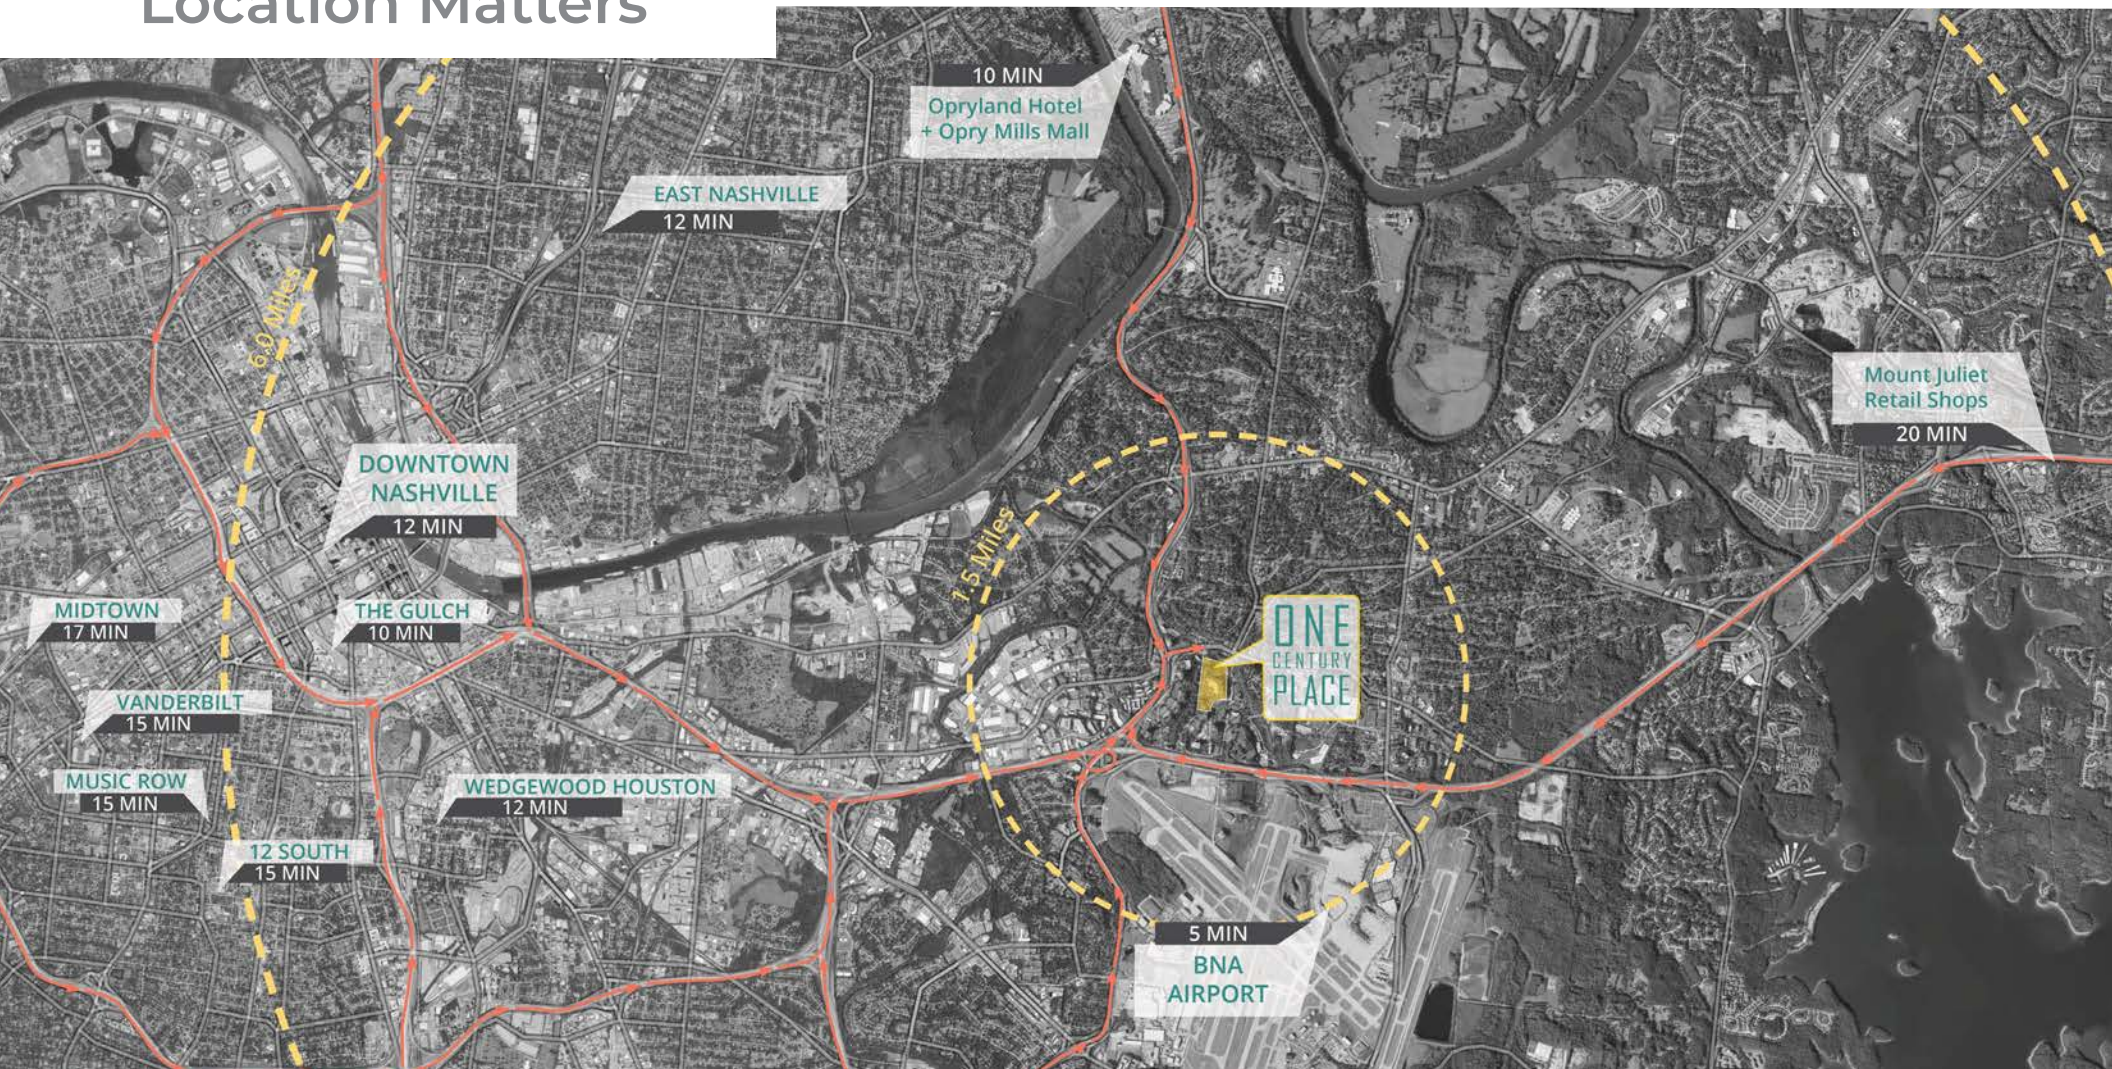 Location Matters
10 MIN
Opryland Hotel
+ Opry Mills Mall
EAST NASHVILLE
12 MIN
6.0 Miles
Mount Juliet
Retail Shops
20 MIN
DOWNTOWN
NASHVILLE
12 MIN
1.5 Miles
MIDTOWN
17 MIN
THE GULCH
10 MIN
ONE
CENTURY
PLACE
VANDERBILT
15 MIN
MUSIC ROW
15 MIN
WEDGEWOOD HOUSTON
12 MIN
12 SOUTH
15 MIN
5 MIN
BNA
AIRPORT